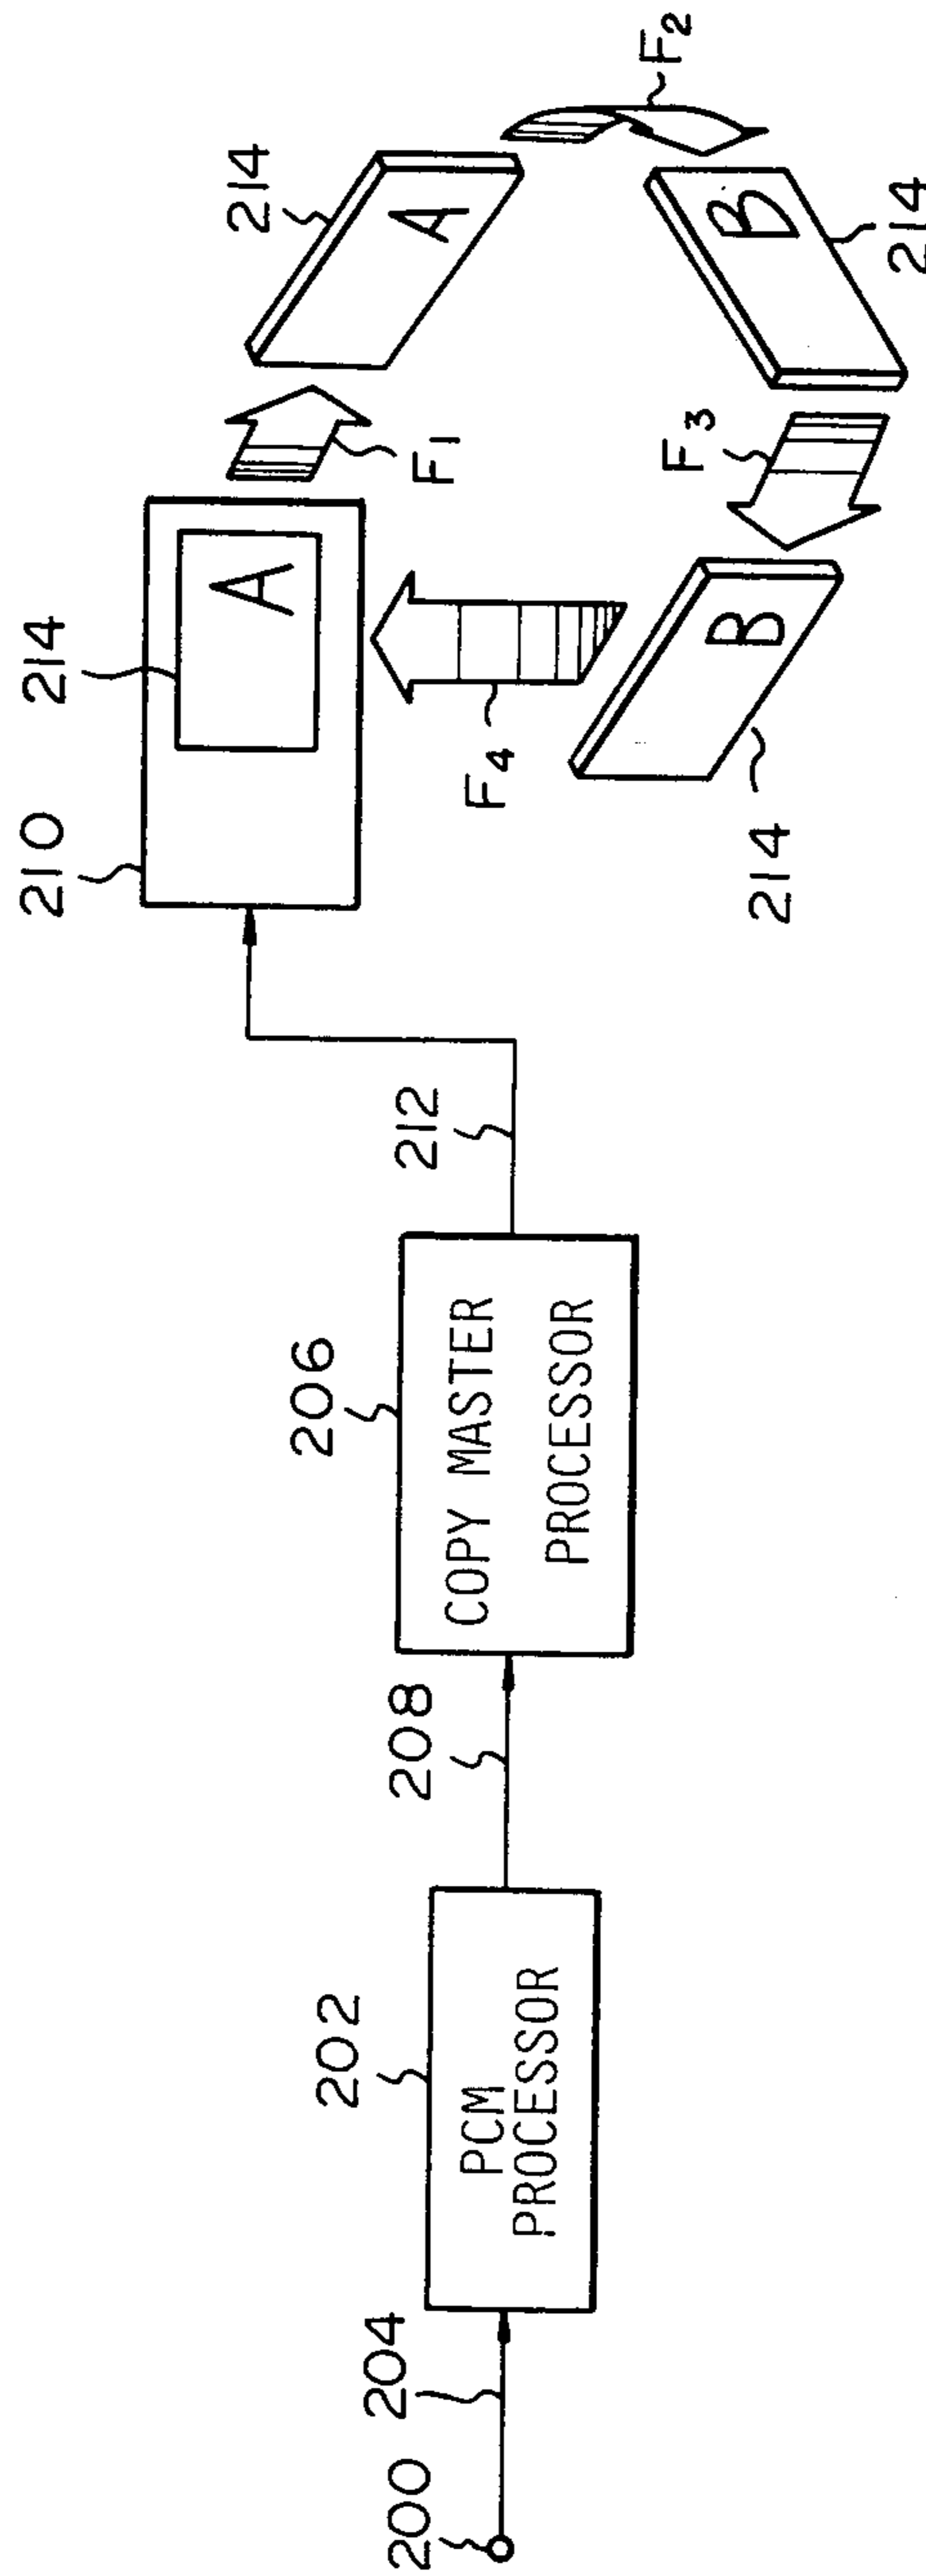 200
204
202
PCM
PROCESSOR
208
206
COPY MASTER
PROCESSOR
212
210
214
A
F1
214
A
F2
B
214
F3
B
214
F4